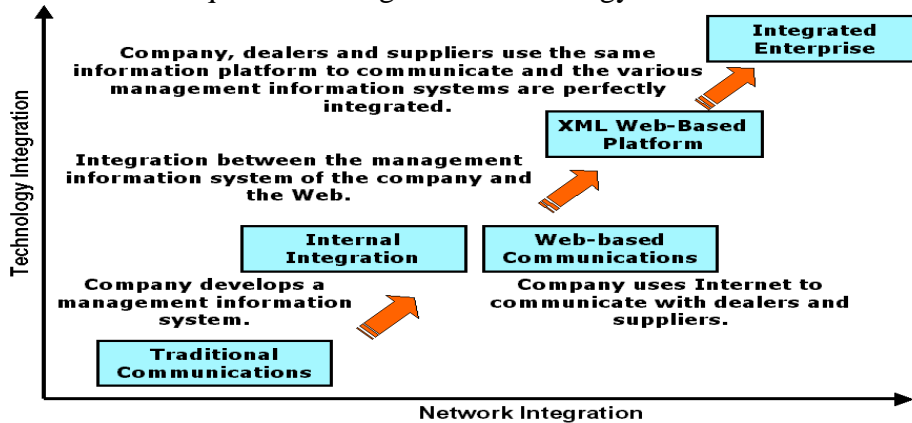 Integrated
Enterprise
Company, dealers and suppliers use the same
information platform to communicate and the various
management information systems are perfectly
integrated.
XML Web-Based
Platform
Integration between the management
information system of the company and
the Web.
Internal
Integration
Web-based
Communications
Company develops a
management information
system.
Company uses Internet to
communicate with dealers and
suppliers.
Traditional
Communications
Technology Integration
Network Integration